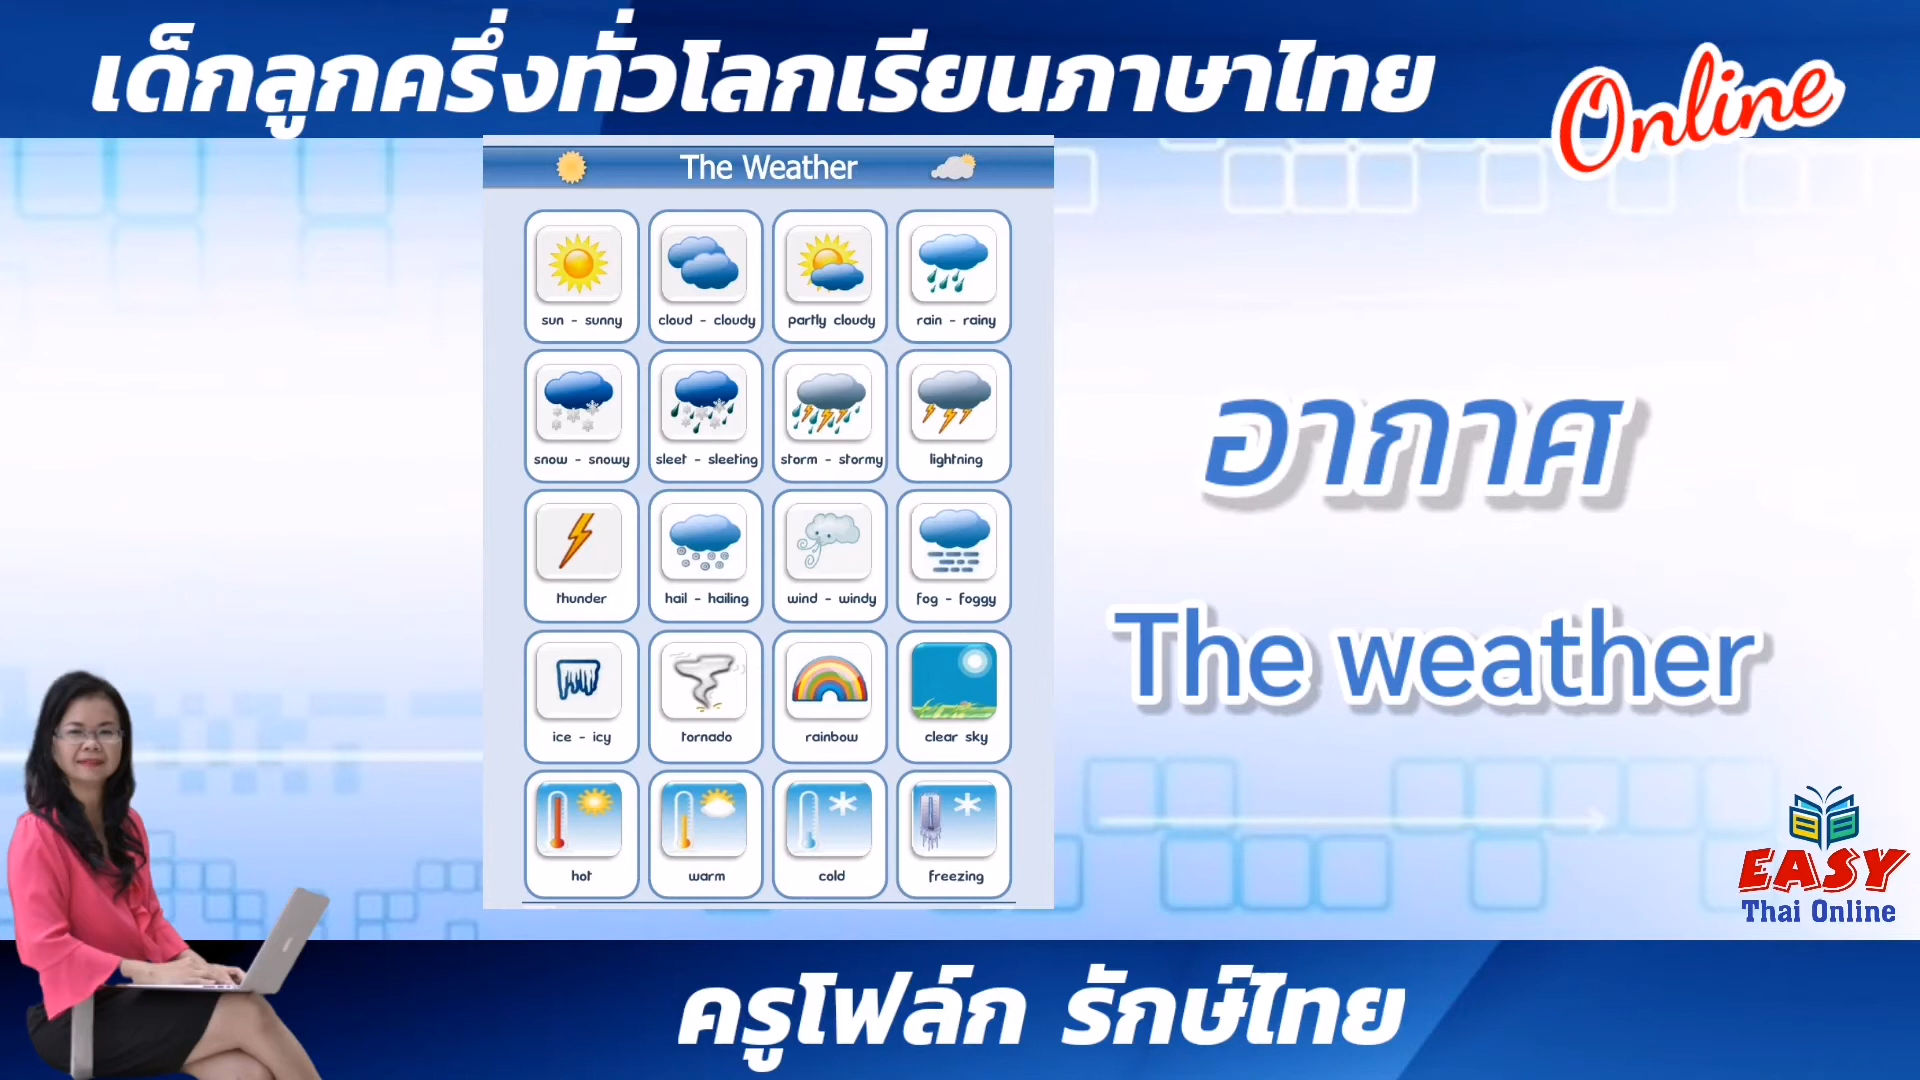 เด็กลูกครึ่งทั่วโลกเรียนภาษาไทย
Online
The Weather
sun - sunny
cloud - cloudy
partly cloudy
rain - rainy
snow - snowy
sleet - sleeting
storm - stormy
lightning
thunder
hail - hailing
wind - windy
fog - foggy
ice - icy
tornado
rainbow
clear sky
hot
warm
cold
freezing
อากาศ
The weather
EASY
Thai Online
ครูโฟล์ก รักษ์ไทย